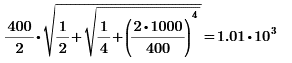 400/2 • √(1/2 + √(1/4 + (2•1000/400)^4)) = 1.01•10^3